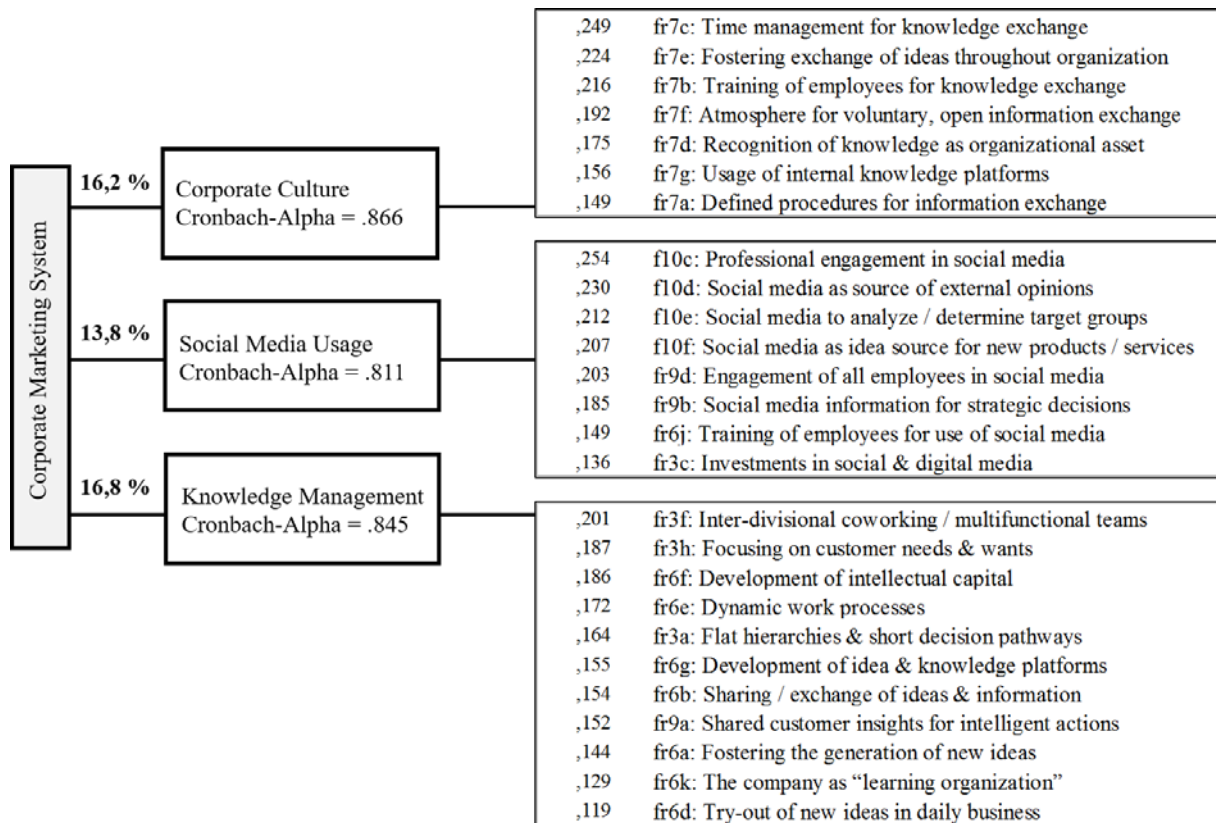 Corporate Marketing System
16,2 %
Corporate Culture
Cronbach-Alpha = .866
,249 fr7c: Time management for knowledge exchange
,224 fr7e: Fostering exchange of ideas throughout organization
,216 fr7b: Training of employees for knowledge exchange
,192 fr7f: Atmosphere for voluntary, open information exchange
,175 fr7d: Recognition of knowledge as organizational asset
,156 fr7g: Usage of internal knowledge platforms
,149 fr7a: Defined procedures for information exchange
13,8 %
Social Media Usage
Cronbach-Alpha = .811
,254 f10c: Professional engagement in social media
,230 f10d: Social media as source of external opinions
,212 f10e: Social media to analyze / determine target groups
,207 f10f: Social media as idea source for new products / services
,203 fr9d: Engagement of all employees in social media
,185 fr9b: Social media information for strategic decisions
,149 fr6j: Training of employees for use of social media
,136 fr3c: Investments in social & digital media
16,8 %
Knowledge Management
Cronbach-Alpha = .845
,201 fr3f: Inter-divisional coworking / multifunctional teams
,187 fr3h: Focusing on customer needs & wants
,186 fr6f: Development of intellectual capital
,172 fr6e: Dynamic work processes
,164 fr3a: Flat hierarchies & short decision pathways
,155 fr6g: Development of idea & knowledge platforms
,154 fr6b: Sharing / exchange of ideas & information
,152 fr9a: Shared customer insights for intelligent actions
,144 fr6a: Fostering the generation of new ideas
,129 fr6k: The company as “learning organization”
,119 fr6d: Try-out of new ideas in daily business